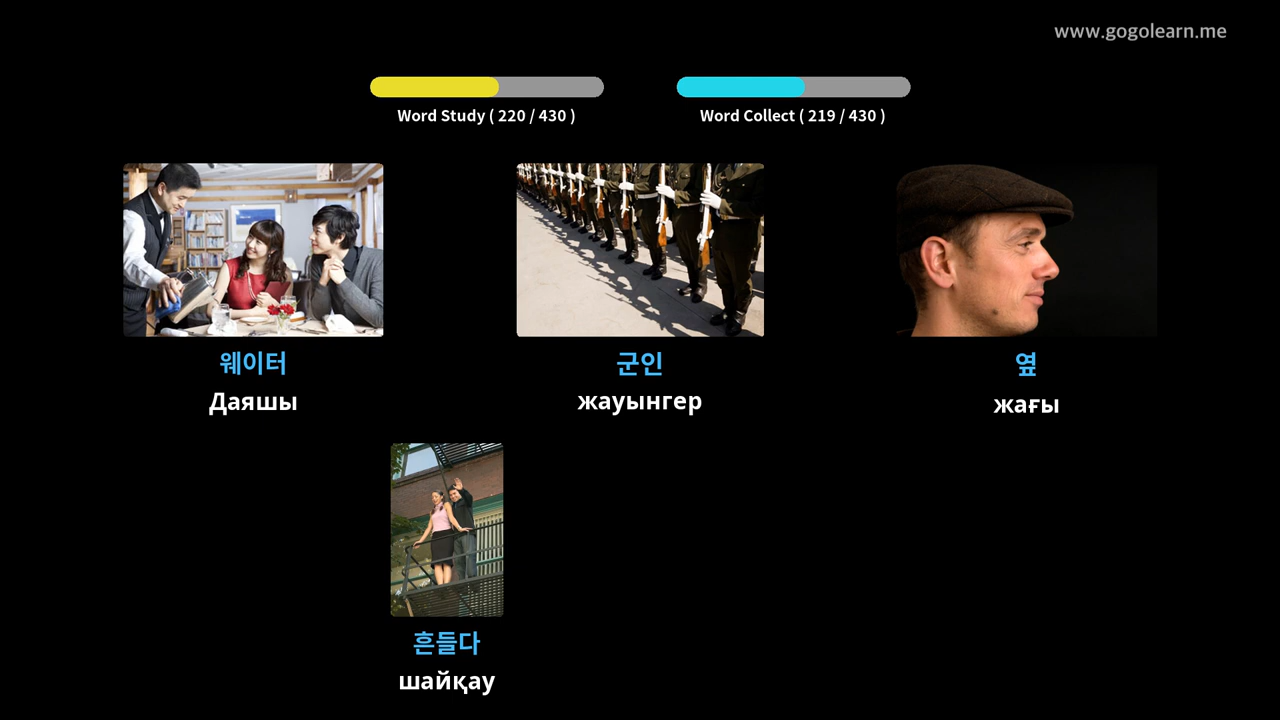 www.gogolearn.me
Word Study ( 220 / 430 )
Word Collect ( 219 / 430 )
웨이터
Даяшы
군인
жауынгер
옆
жағы
흔들다
шайқау